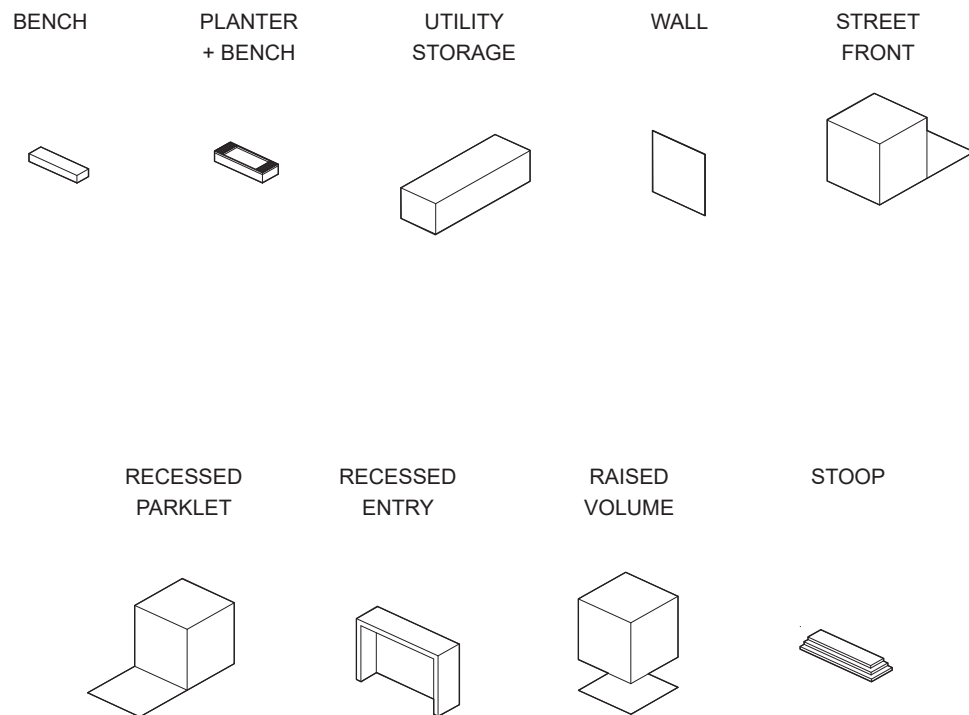 BENCH
PLANTER
+ BENCH
UTILITY
STORAGE
WALL
STREET
FRONT
RECESSED
PARKLET
RECESSED
ENTRY
RAISED
VOLUME
STOOP